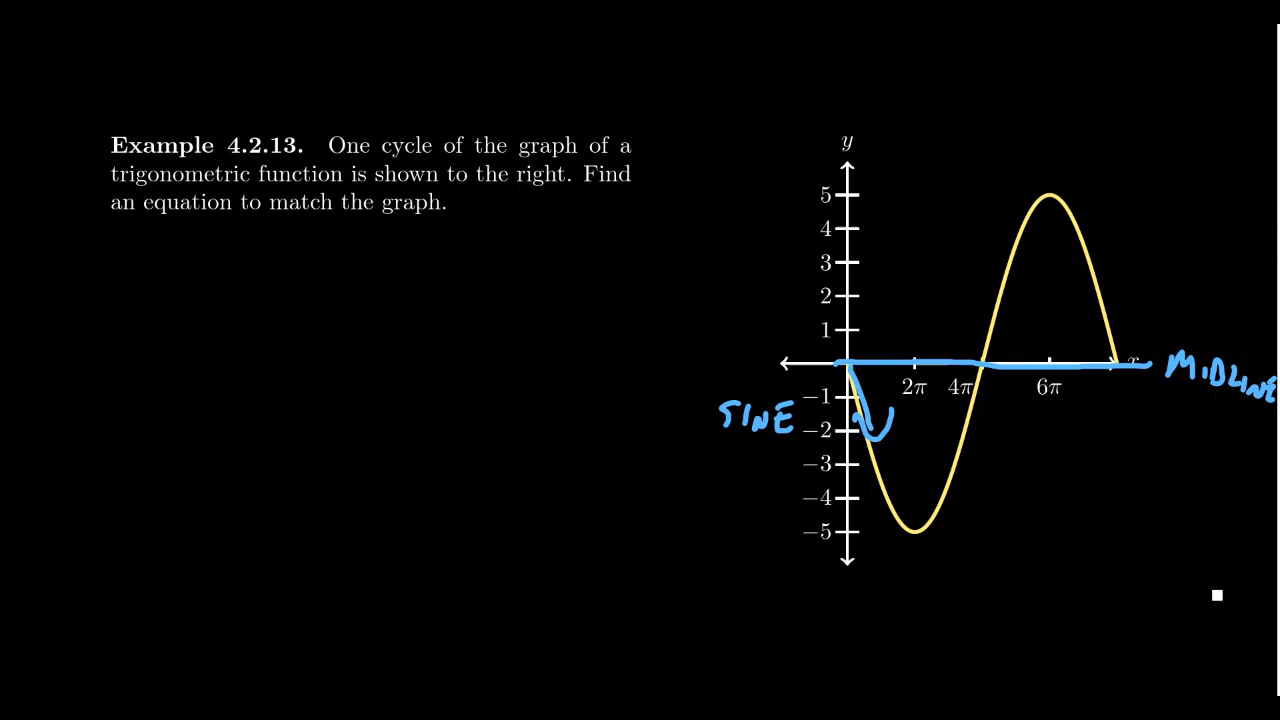 Example 4.2.13. One cycle of the graph of a
trigonometric function is shown to the right. Find
an equation to match the graph.
y
5
4
3
2
1
x
MIDLINE
2π
4π
6π
−1
SINE
−2
−3
−4
−5